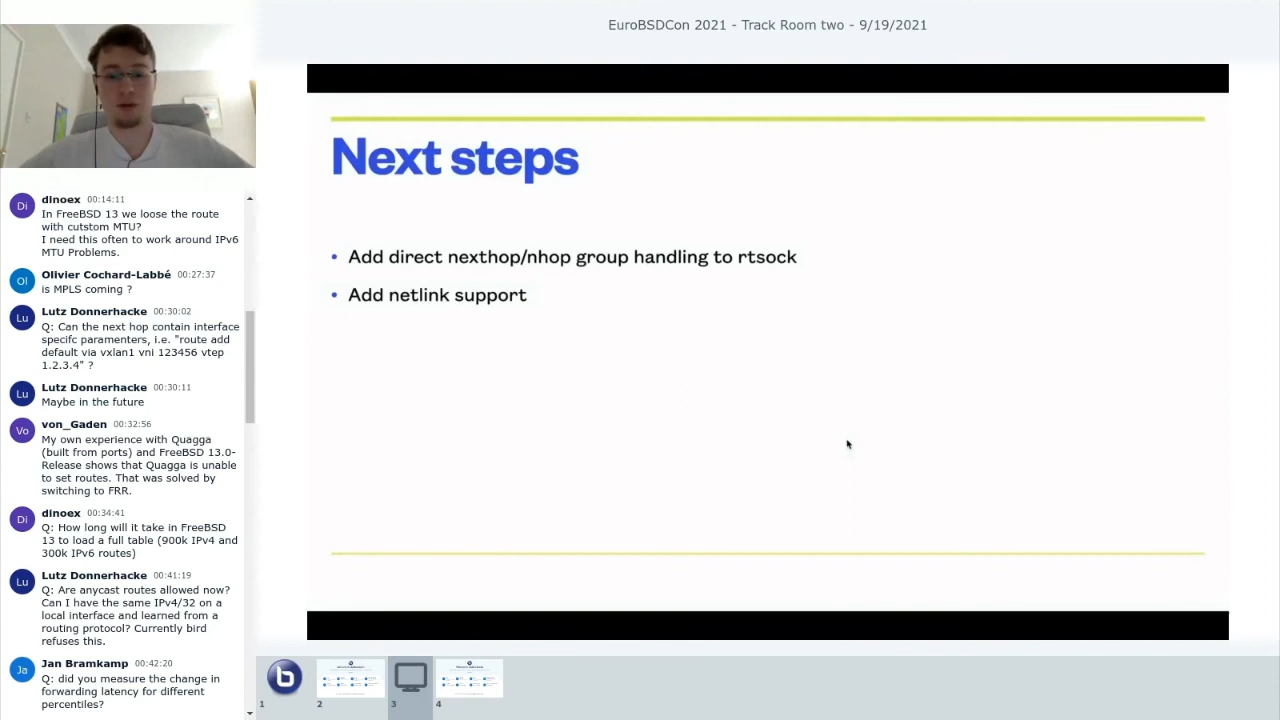 EuroBSDCon 2021 - Track Room two - 9/19/2021
Di
dinoex 00:14:11
In FreeBSD 13 we loose the route
with cutstom MTU?
I need this often to work around IPv6
MTU Problems.
Ol
Olivier Cochard-Labbé 00:27:37
is MPLS coming ?
Lu
Lutz Donnerhacke 00:30:02
Q: Can the next hop contain interface
specifc paramenters, i.e. "route add
default via vxlan1 vni 123456 vtep
1.2.3.4" ?
Lu
Lutz Donnerhacke 00:30:11
Maybe in the future
Vo
von_Gaden 00:32:56
My own experience with Quagga
(built from ports) and FreeBSD 13.0-
Release shows that Quagga is unable
to set routes. That was solved by
switching to FRR.
Di
dinoex 00:34:41
Q: How long will it take in FreeBSD
13 to load a full table (900k IPv4 and
300k IPv6 routes)
Lu
Lutz Donnerhacke 00:41:19
Q: Are anycast routes allowed now?
Can I have the same IPv4/32 on a
local interface and learned from a
routing protocol? Currently bird
refuses this.
Ja
Jan Bramkamp 00:42:20
Q: did you measure the change in
forwarding latency for different
percentiles?
Next steps
• Add direct nexthop/nhop group handling to rtsock
• Add netlink support
b
1
2
3
4